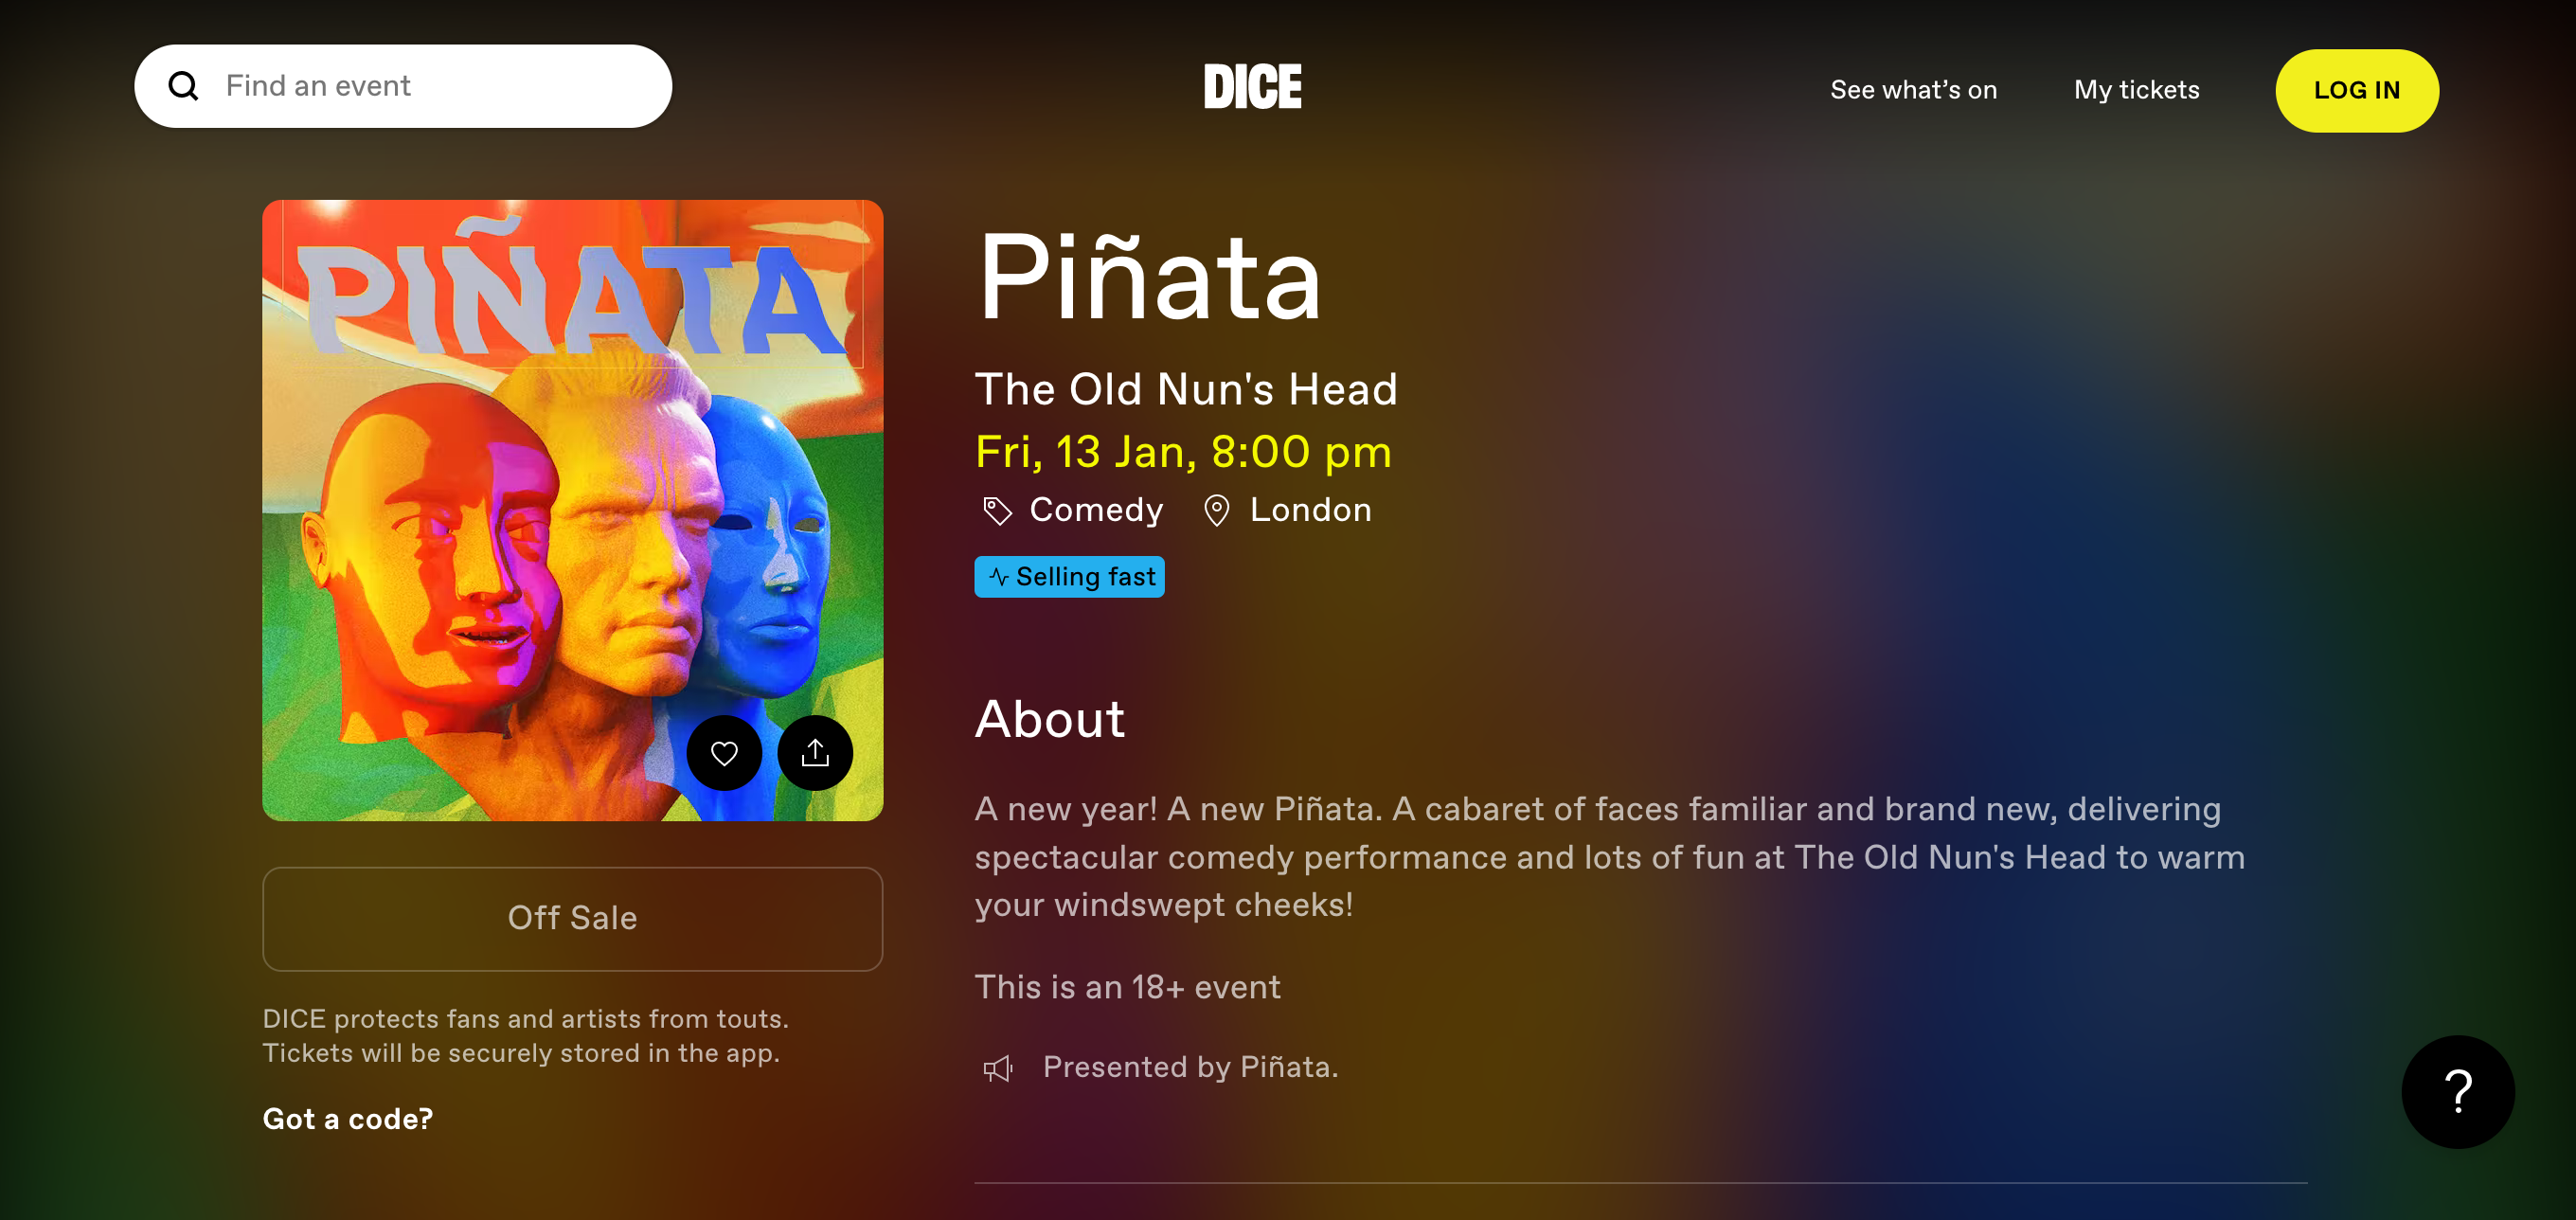 Find an event
DICE
See what’s on
My tickets
LOG IN
PIÑATA
Piñata
The Old Nun's Head
Fri, 13 Jan, 8:00 pm
Comedy
London
Selling fast
About
A new year! A new Piñata. A cabaret of faces familiar and brand new, delivering
spectacular comedy performance and lots of fun at The Old Nun's Head to warm
your windswept cheeks!
This is an 18+ event
Presented by Piñata.
Off Sale
DICE protects fans and artists from touts.
Tickets will be securely stored in the app.
Got a code?
?